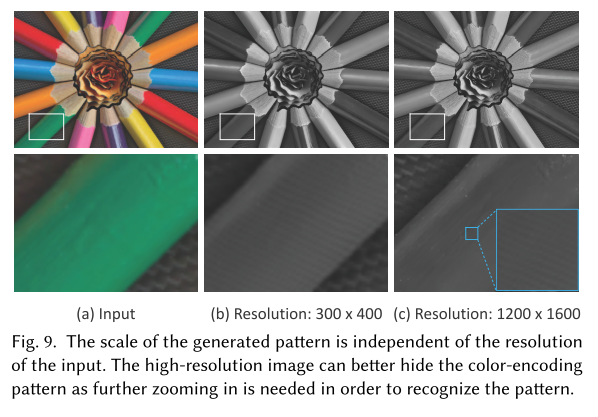 (a) Input
(b) Resolution: 300 x 400
(c) Resolution: 1200 x 1600
Fig. 9. The scale of the generated pattern is independent of the resolution
of the input. The high-resolution image can better hide the color-encoding
pattern as further zooming in is needed in order to recognize the pattern.